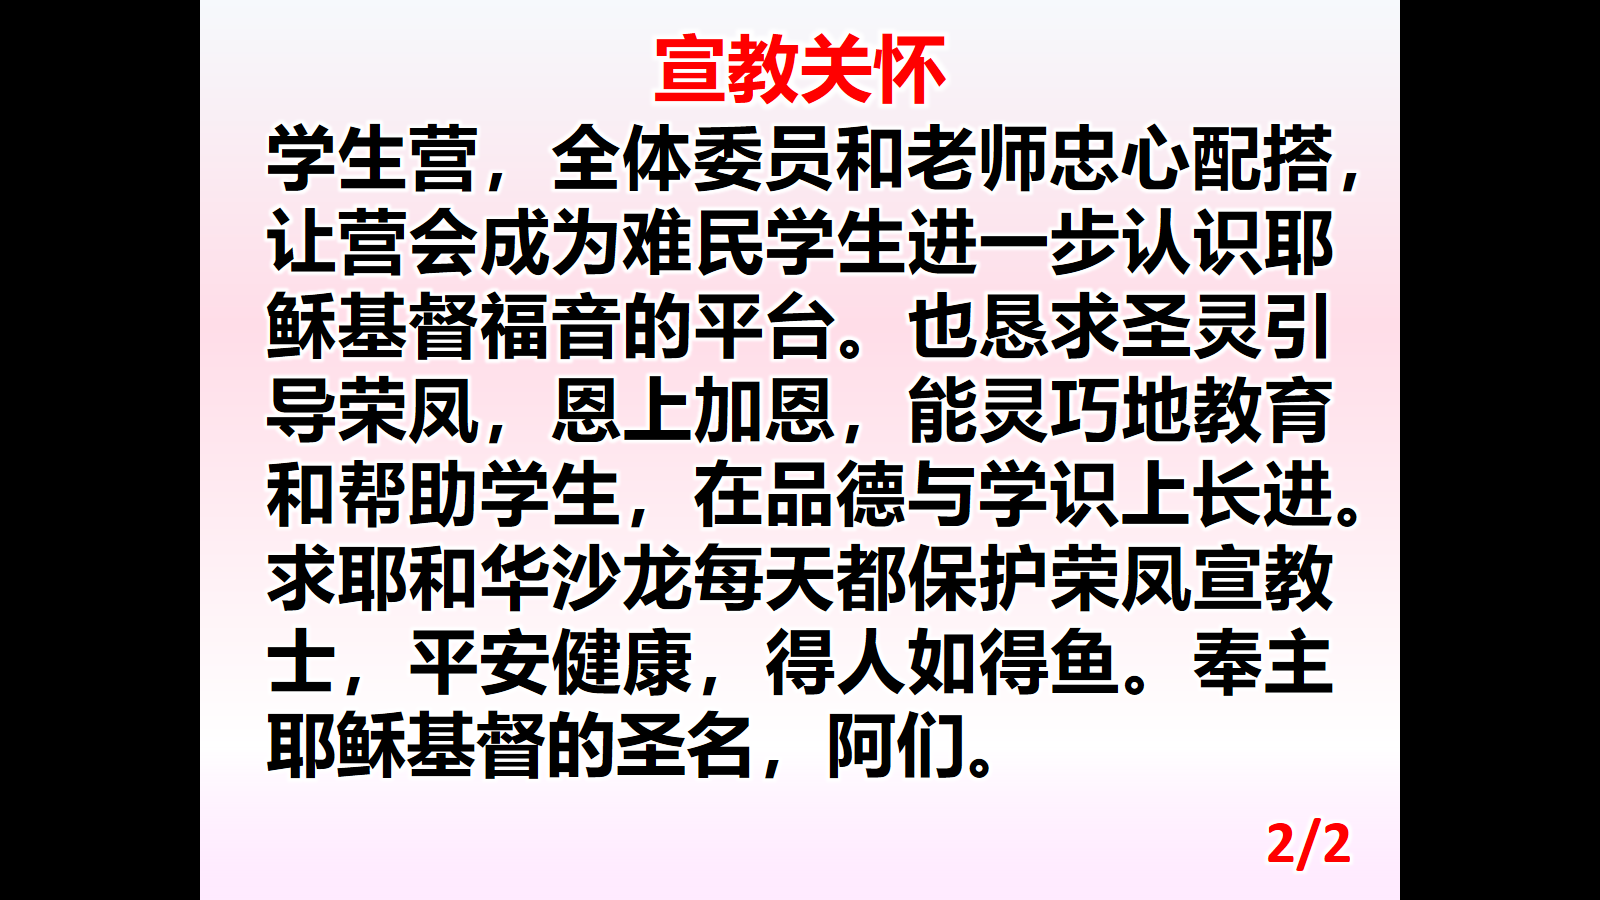 宣教关怀
学生营，全体委员和老师忠心配搭，
让营会成为难民学生进一步认识耶
稣基督福音的平台。也恳求圣灵引
导荣凤，恩上加恩，能灵巧地教育
和帮助学生，在品德与学识上长进。
求耶和华沙龙每天都保护荣凤宣教
士，平安健康，得人如得鱼。奉主
耶稣基督的圣名，阿们。
2/2